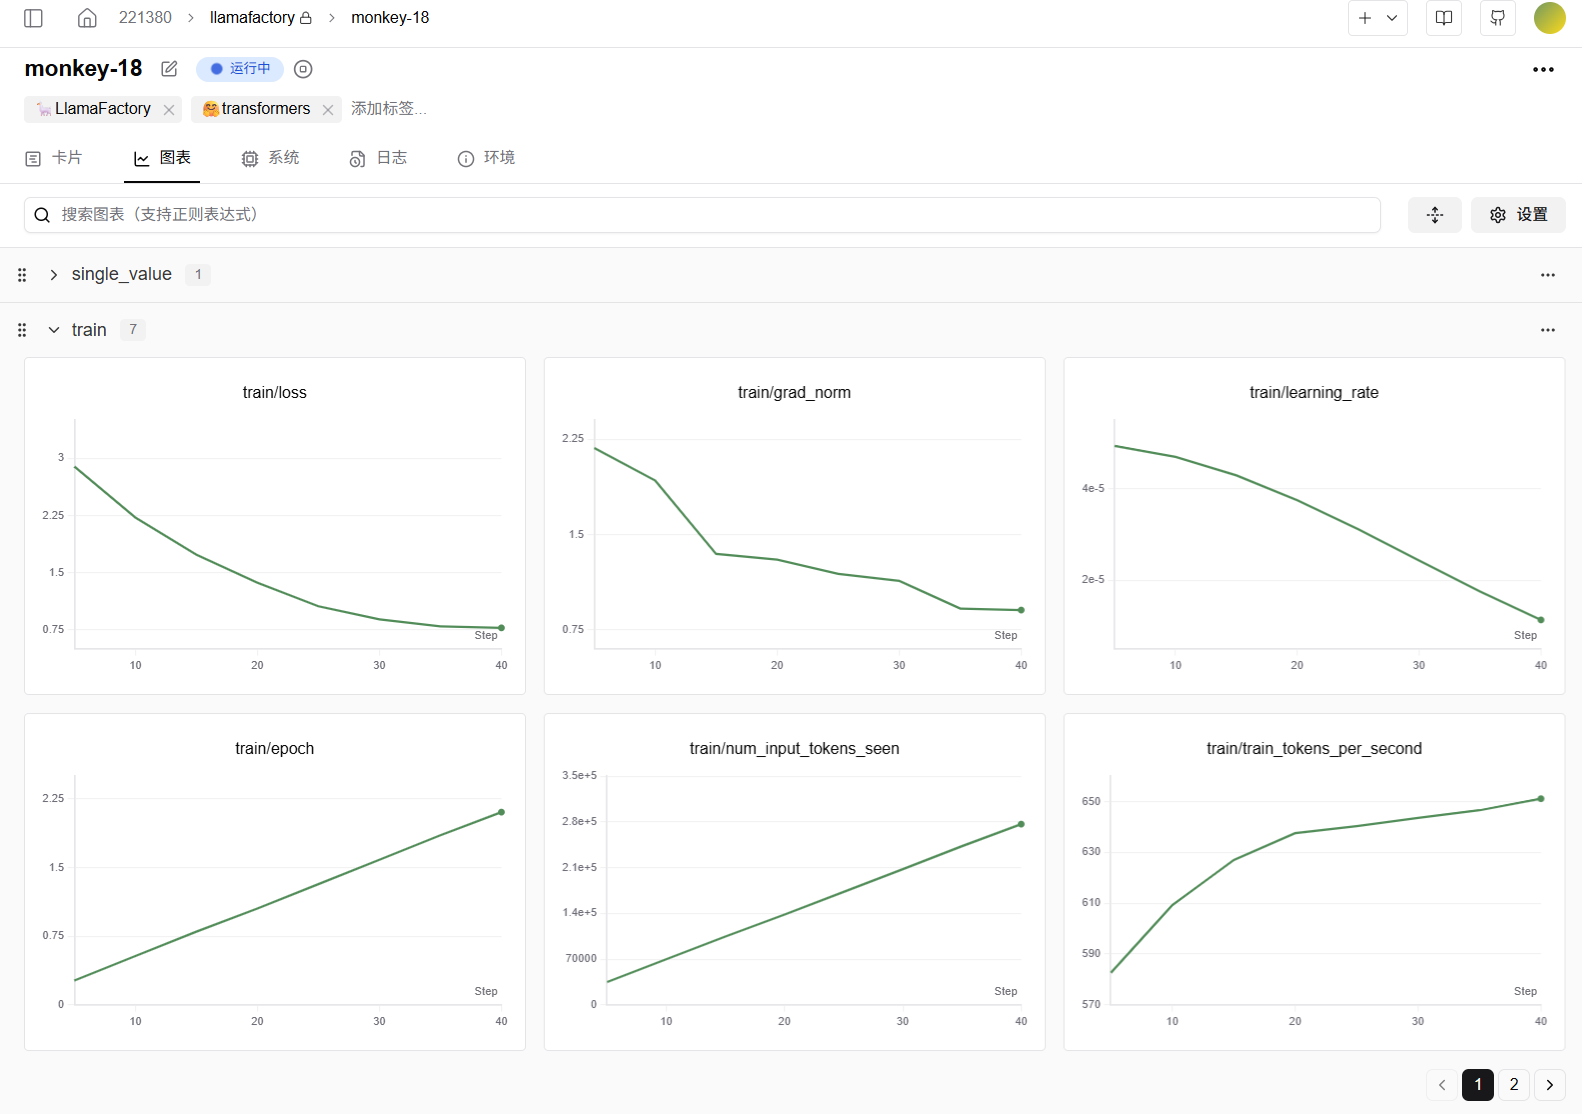 221380 llamafactory monkey-18
monkey-18 运行中
LlamaFactory transformers 添加标签...
卡片 图表 系统 日志 环境
搜索图表（支持正则表达式） 设置
single_value 1
train 7
train/loss
3
2.25
1.5
0.75
Step
10 20 30 40
train/grad_norm
2.25
1.5
0.75
Step
10 20 30 40
train/learning_rate
4e-5
2e-5
Step
10 20 30 40
train/epoch
2.25
1.5
0.75
0
Step
10 20 30 40
train/num_input_tokens_seen
3.5e+5
2.8e+5
2.1e+5
1.4e+5
70000
0
Step
10 20 30 40
train/train_tokens_per_second
650
630
610
590
570
Step
10 20 30 40
1 2